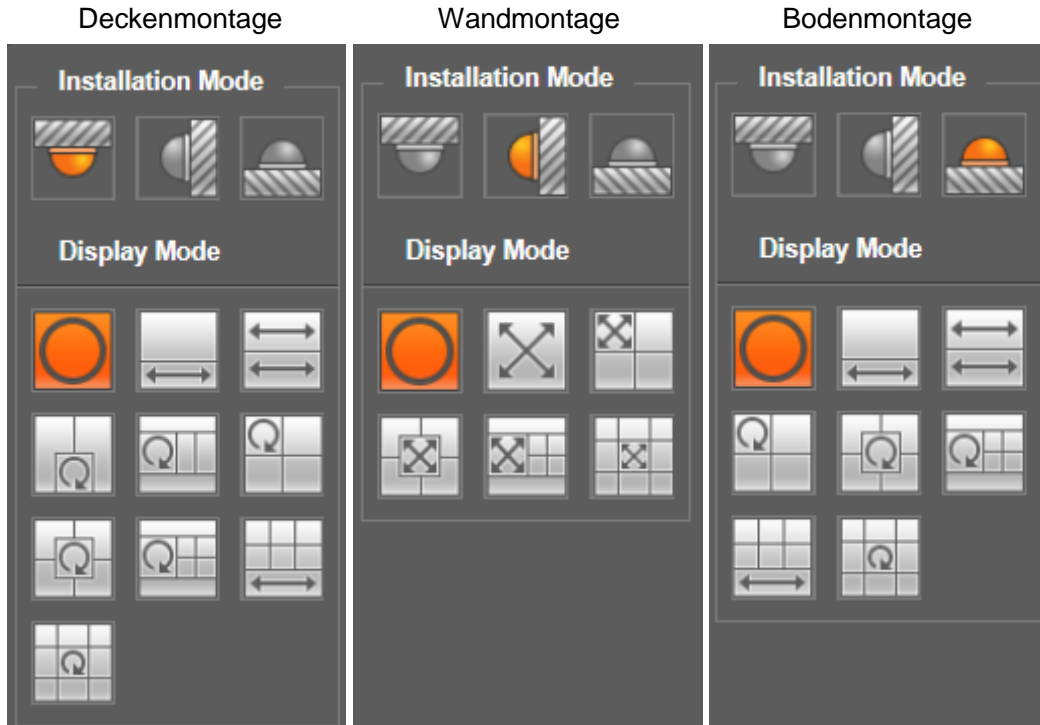 Deckenmontage
Wandmontage
Bodenmontage
Installation Mode
Installation Mode
Installation Mode
Display Mode
Display Mode
Display Mode